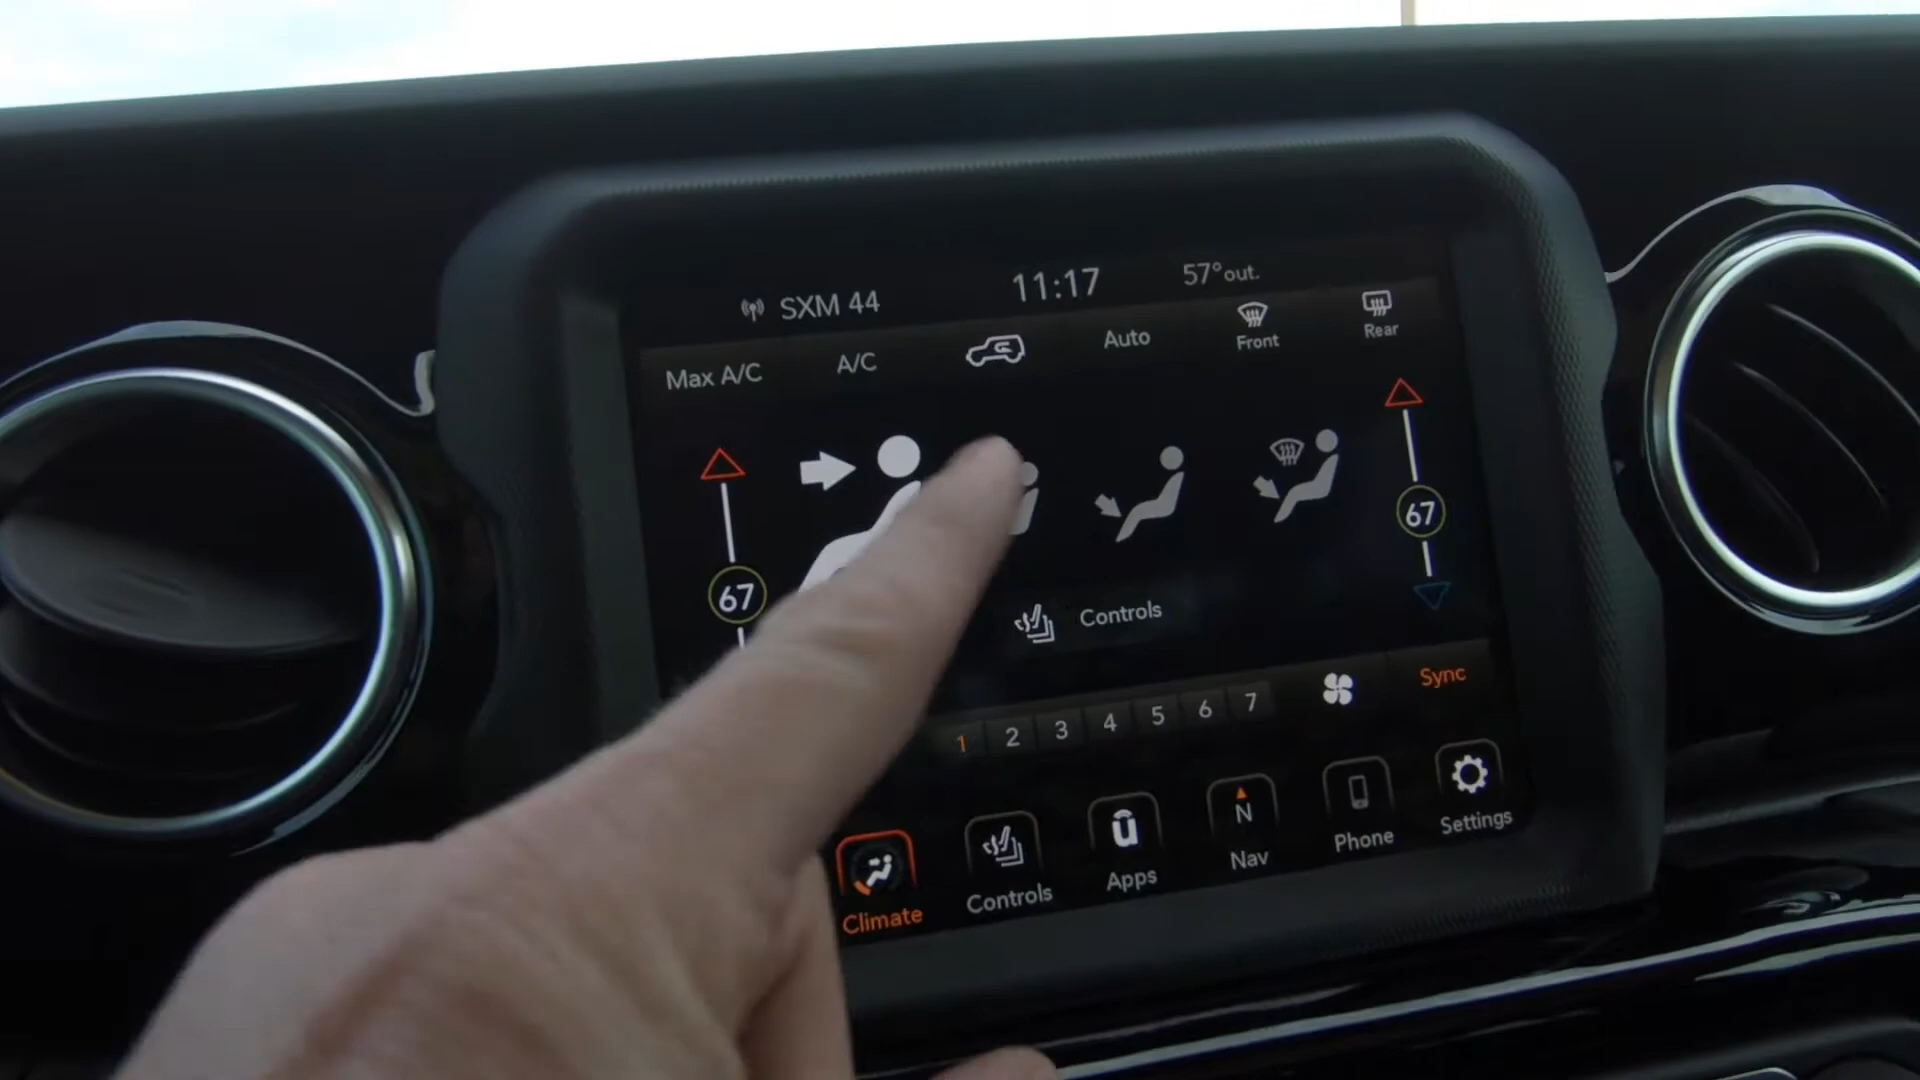 SXM 44
11:17
57°out.
Max A/C
A/C
Auto
Front
Rear
67
67
Controls
1 2 3 4 5 6 7
Sync
Climate
Controls
Apps
N
Nav
Phone
Settings